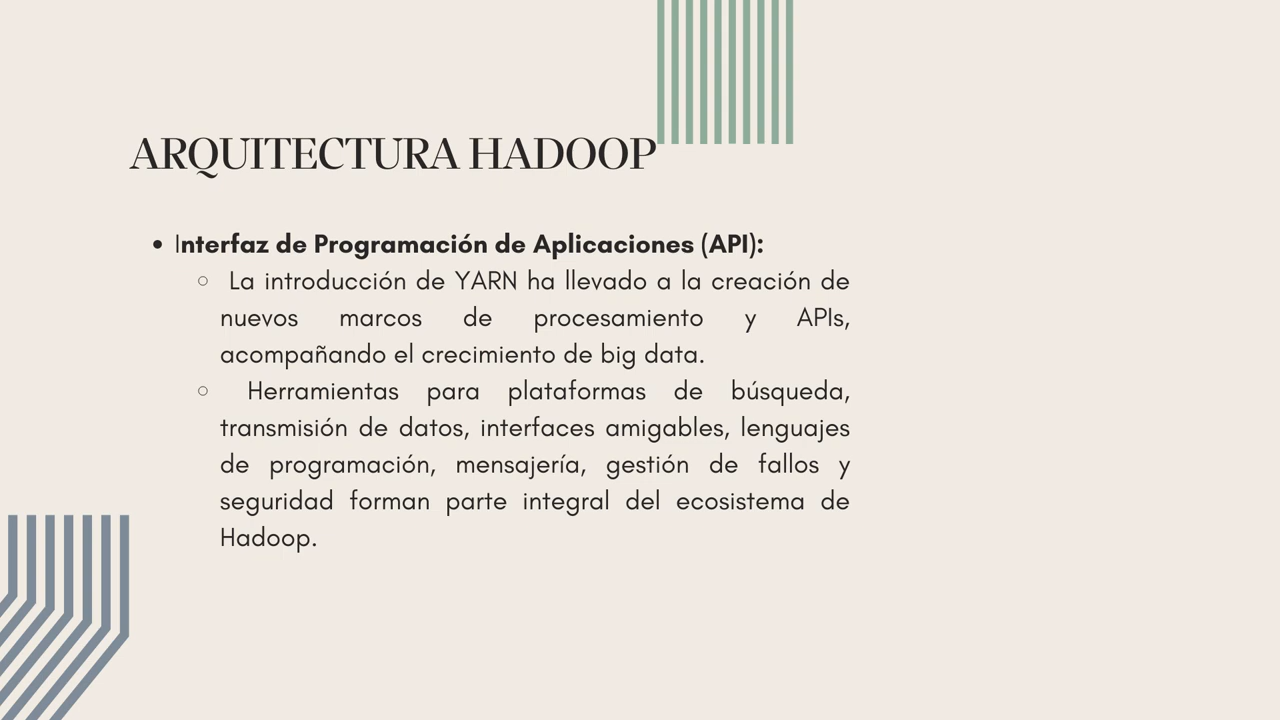 ARQUITECTURA HADOOP
Interfaz de Programación de Aplicaciones (API):
La introducción de YARN ha llevado a la creación de
nuevos marcos de procesamiento y APIs,
acompañando el crecimiento de big data.
Herramientas para plataformas de búsqueda,
transmisión de datos, interfaces amigables, lenguajes
de programación, mensajería, gestión de fallos y
seguridad forman parte integral del ecosistema de
Hadoop.